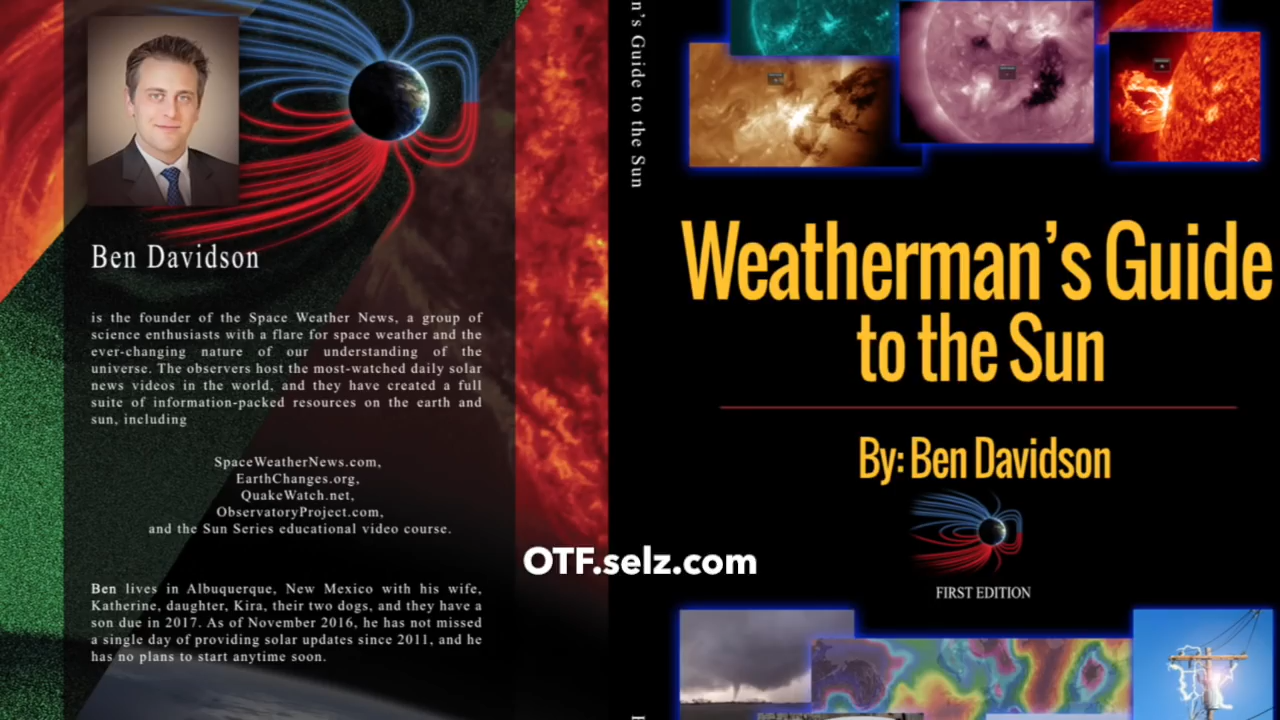 Ben Davidson
is the founder of the Space Weather News, a group of
science enthusiasts with a flare for space weather and the
ever-changing nature of our understanding of the
universe. The observers host the most-watched daily solar
news videos in the world, and they have created a full
suite of information-packed resources on the earth and
sun, including
SpaceWeatherNews.com,
EarthChanges.org,
QuakeWatch.net,
ObservatoryProject.com,
and the Sun Series educational video course.
Ben lives in Albuquerque, New Mexico with his wife,
Katherine, daughter, Kira, their two dogs, and they have a
son due in 2017. As of November 2016, he has not missed
a single day of providing solar updates since 2011, and he
has no plans to start anytime soon.
n's Guide to the Sun
Weatherman's Guide
to the Sun
By: Ben Davidson
FIRST EDITION
OTF.selz.com